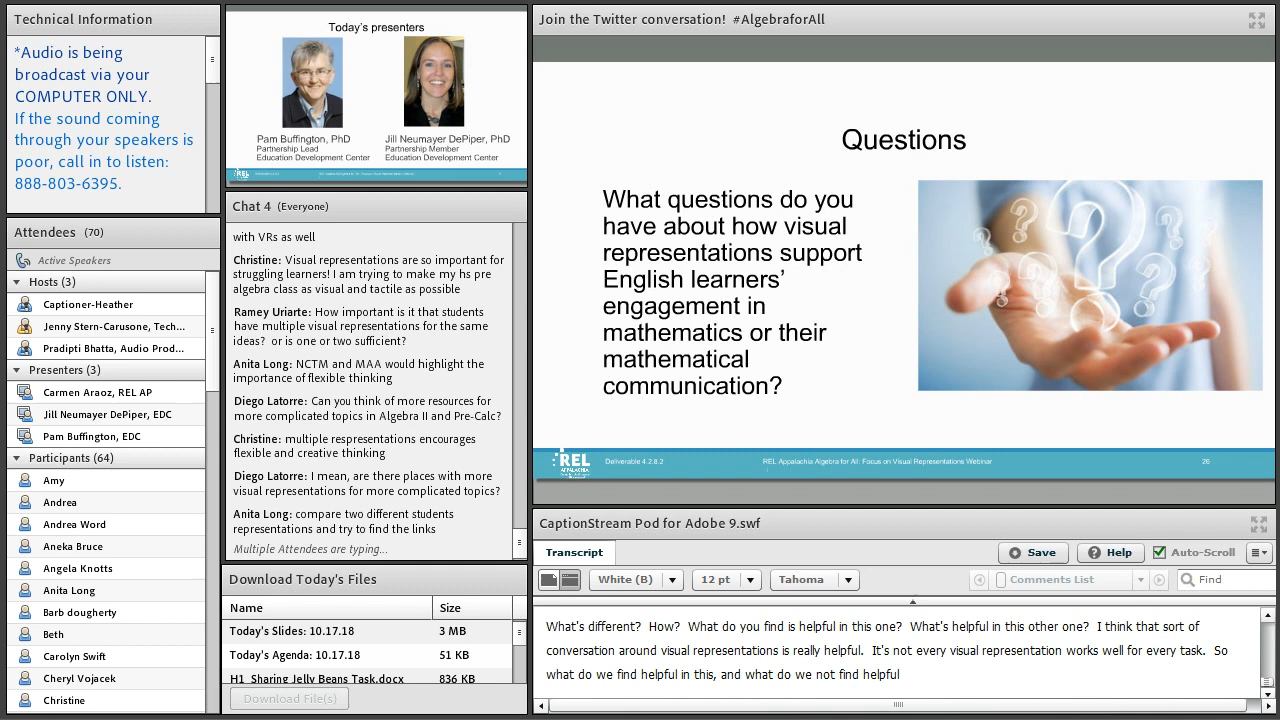 Technical Information
*Audio is being
broadcast via your
COMPUTER ONLY.
If the sound coming
through your speakers is
poor, call in to listen:
888-803-6395.
Attendees (70)
Active Speakers
Hosts (3)
Captioner-Heather
Jenny Stern-Carusone, Tech...
Pradipti Bhatta, Audio Prod...
Presenters (3)
Carmen Araoz, REL AP
Jill Neumayer DePiper, EDC
Pam Buffington, EDC
Participants (64)
Amy
Andrea
Andrea Word
Aneka Bruce
Angela Knotts
Anita Long
Barb dougherty
Beth
Carolyn Swift
Cheryl Vojacek
Christine
Today's presenters
Pam Buffington, PhD
Partnership Lead
Education Development Center
Jill Neumayer DePiper, PhD
Partnership Member
Education Development Center
REL
Chat 4 (Everyone)
with VRs as well
Christine: Visual representations are so important for
struggling learners! I am trying to make my hs pre
algebra class as visual and tactile as possible
Ramey Uriarte: How important is it that students
have multiple visual representations for the same
ideas? or is one or two sufficient?
Anita Long: NCTM and MAA would highlight the
importance of flexible thinking
Diego Latorre: Can you think of more resources for
more complicated topics in Algebra II and Pre-Calc?
Christine: multiple respresentations encourages
flexible and creative thinking
Diego Latorre: I mean, are there places with more
visual representations for more complicated topics?
Anita Long: compare two different students
representations and try to find the links
Multiple Attendees are typing...
Download Today's Files
Name Size
Today's Slides: 10.17.18 3 MB
Today's Agenda: 10.17.18 51 KB
H1_Sharing Jelly Beans Task.docx 836 KB
Download File(s)
Join the Twitter conversation! #AlgebraforAll
Questions
What questions do you
have about how visual
representations support
English learners'
engagement in
mathematics or their
mathematical
communication?
REL
APPALACHIA
Deliverable 4.2.8.2
REL Appalachia Algebra for All: Focus on Visual Representations Webinar
26
CaptionStream Pod for Adobe 9.swf
Transcript Save Help Auto-Scroll
White (B) 12 pt Tahoma Comments List Find
What's different? How? What do you find is helpful in this one? What's helpful in this other one? I think that sort of
conversation around visual representations is really helpful. It's not every visual representation works well for every task. So
what do we find helpful in this, and what do we not find helpful